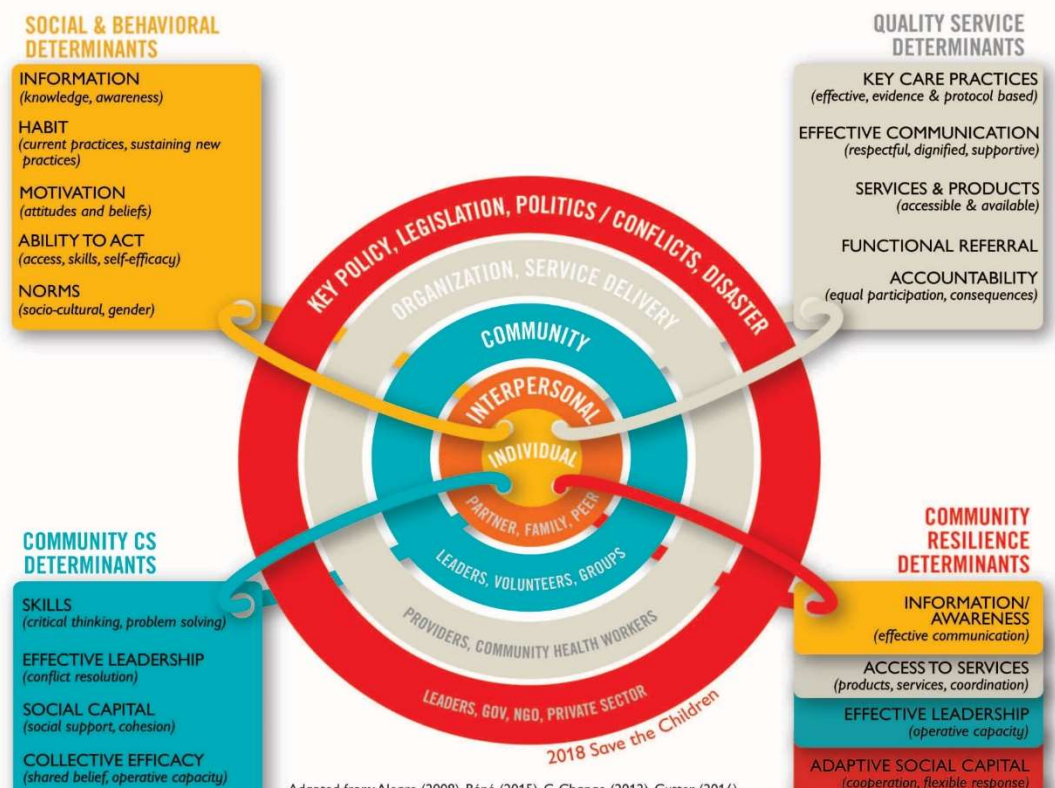 SOCIAL & BEHAVIORAL
DETERMINANTS
INFORMATION
(knowledge, awareness)
HABIT
(current practices, sustaining new
practices)
MOTIVATION
(attitudes and beliefs)
ABILITY TO ACT
(access, skills, self-efficacy)
NORMS
(socio-cultural, gender)
QUALITY SERVICE
DETERMINANTS
KEY CARE PRACTICES
(effective, evidence & protocol based)
EFFECTIVE COMMUNICATION
(respectful, dignified, supportive)
SERVICES & PRODUCTS
(accessible & available)
FUNCTIONAL REFERRAL
ACCOUNTABILITY
(equal participation, consequences)
KEY POLICY, LEGISLATION, POLITICS / CONFLICTS, DISASTER
ORGANIZATION, SERVICE DELIVERY
COMMUNITY
INTERPERSONAL
INDIVIDUAL
PARTNER, FAMILY, PEER
LEADERS, VOLUNTEERS, GROUPS
PROVIDERS, COMMUNITY HEALTH WORKERS
LEADERS, GOV, NGO, PRIVATE SECTOR
2018 Save the Children
COMMUNITY CS
DETERMINANTS
SKILLS
(critical thinking, problem solving)
EFFECTIVE LEADERSHIP
(conflict resolution)
SOCIAL CAPITAL
(social support, cohesion)
COLLECTIVE EFFICACY
(shared belief, operative capacity)
COMMUNITY
RESILIENCE
DETERMINANTS
INFORMATION/
AWARENESS
(effective communication)
ACCESS TO SERVICES
(products, services, coordination)
EFFECTIVE LEADERSHIP
(operative capacity)
ADAPTIVE SOCIAL CAPITAL
(cooperation, flexible response)